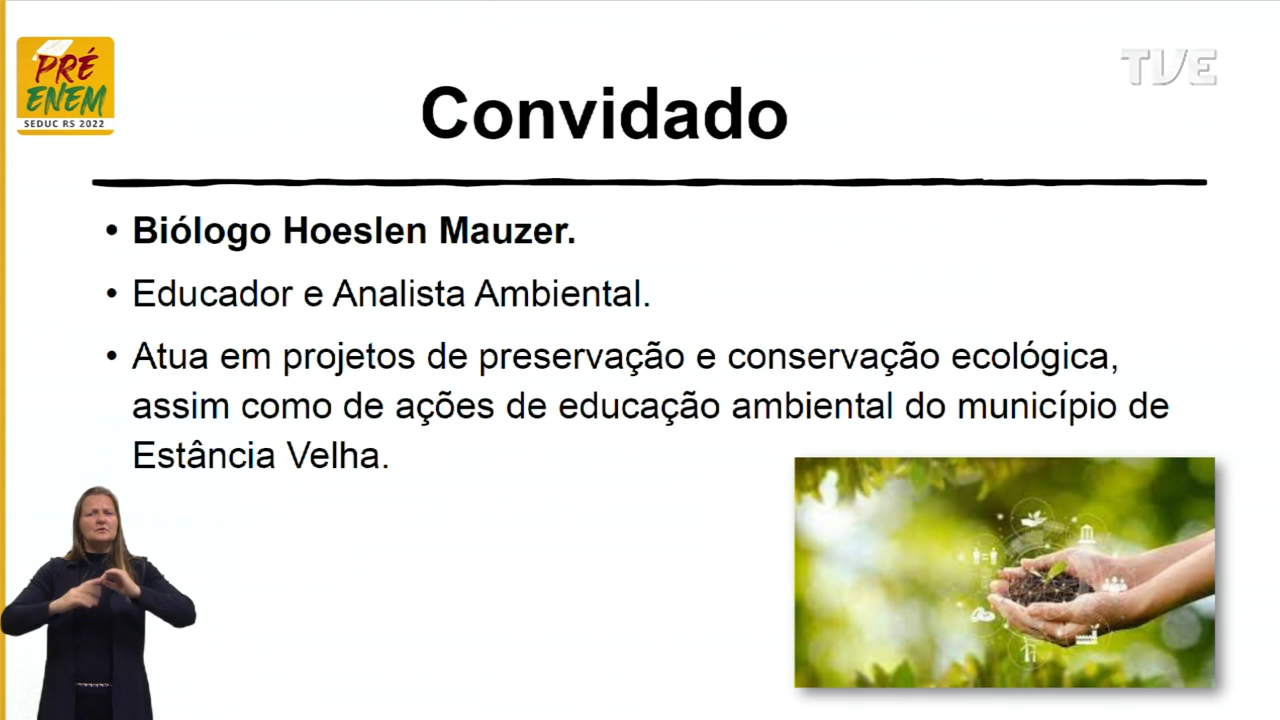 PRÉ
ENEM
SEDUC RS 2022
TVE
Convidado
• Biólogo Hoeslen Mauzer.
• Educador e Analista Ambiental.
• Atua em projetos de preservação e conservação ecológica,
assim como de ações de educação ambiental do município de
Estância Velha.